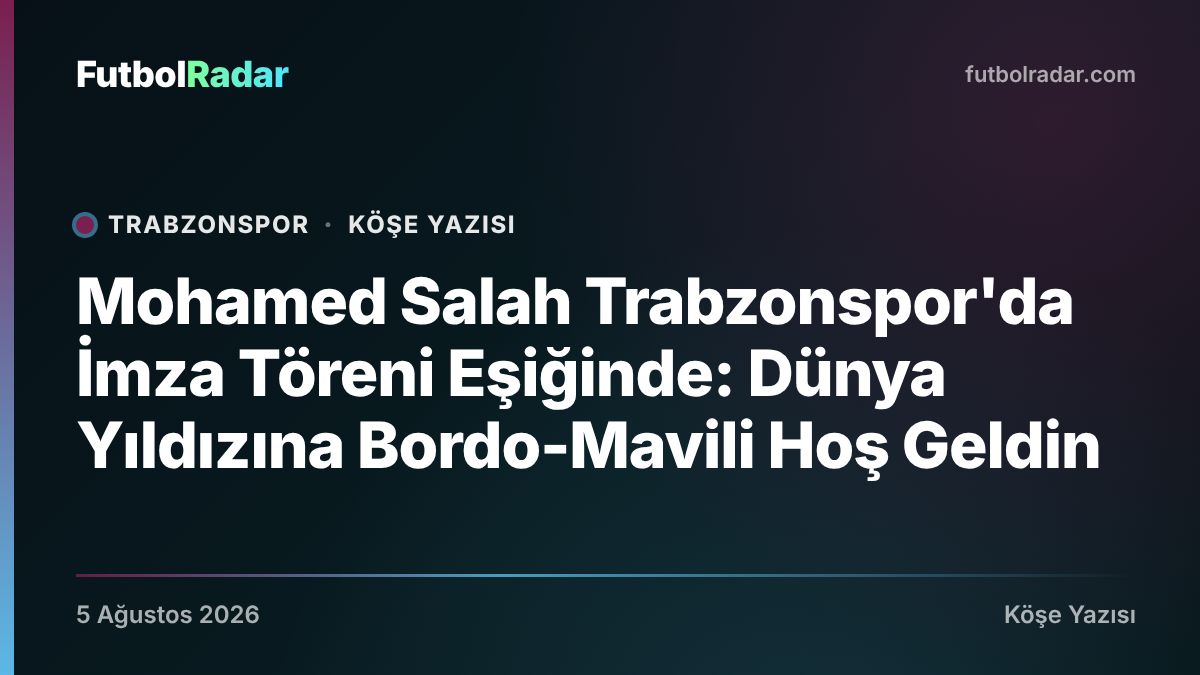 FutbolRadar
futbolradar.com
TRABZONSPOR · KÖŞE YAZISI
Mohamed Salah Trabzonspor'da
İmza Töreni Eşiğinde: Dünya
Yıldızına Bordo-Mavili Hoş Geldin
5 Ağustos 2026
Köşe Yazısı